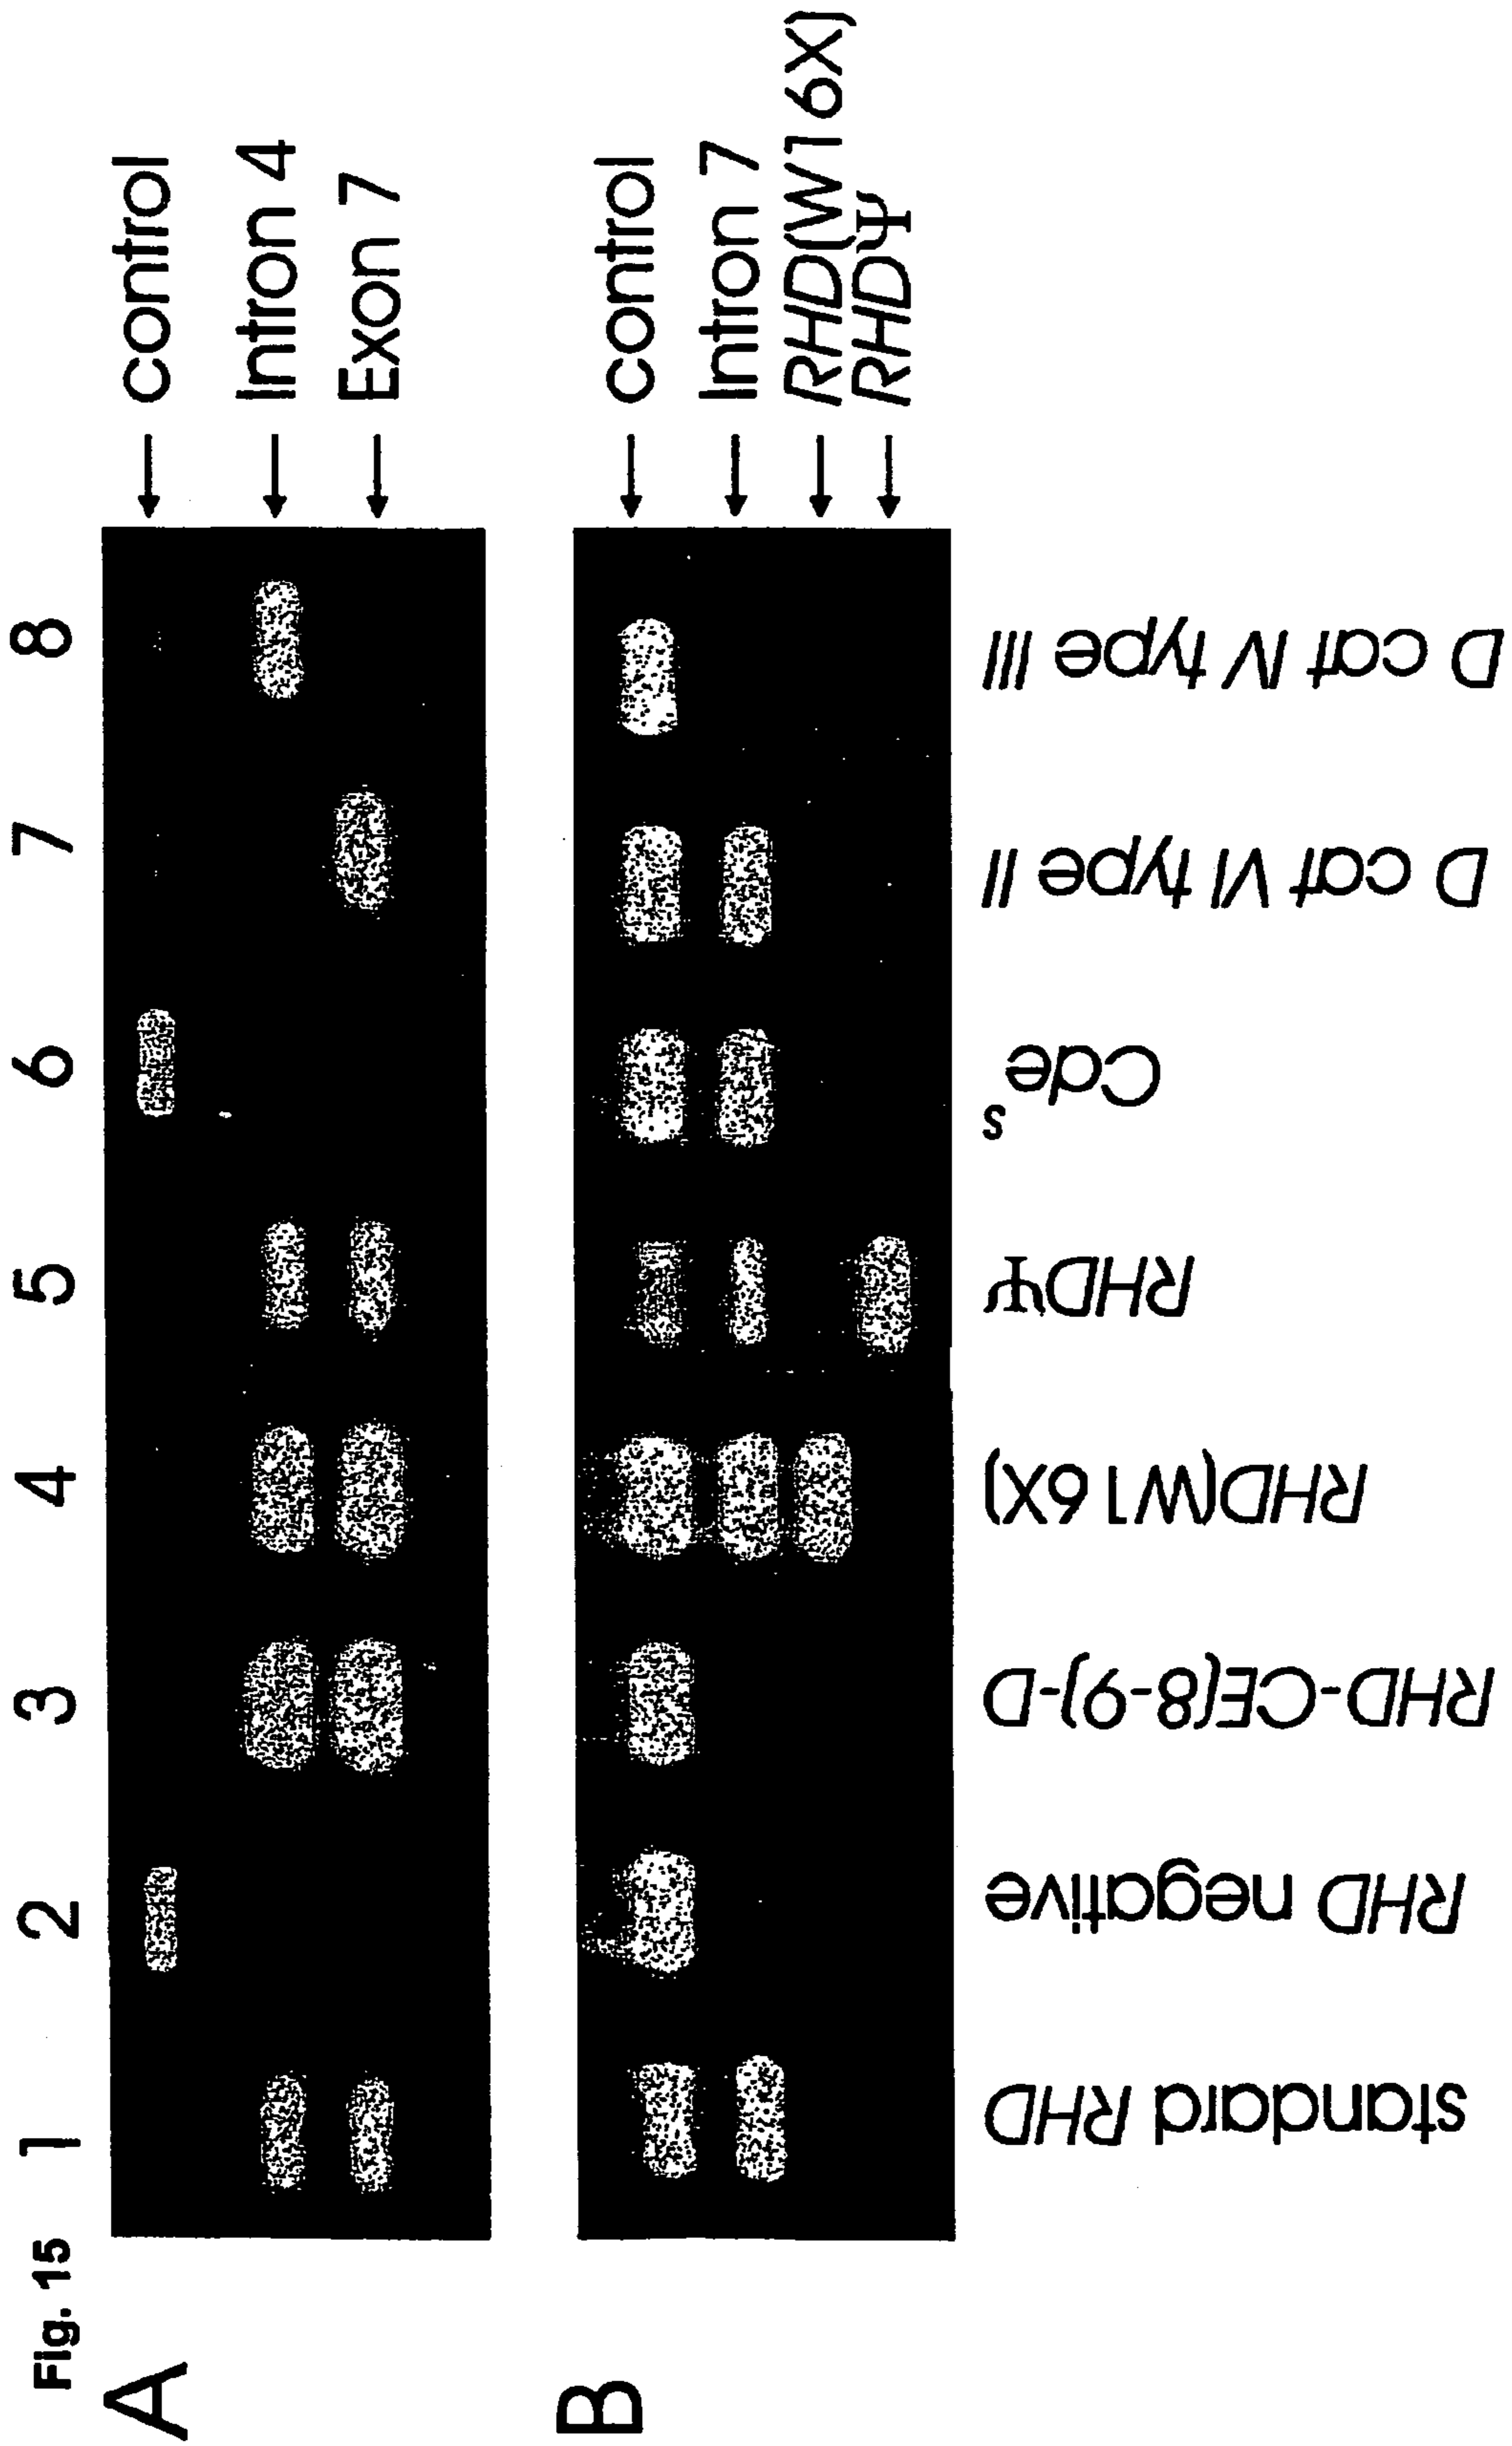 Fig. 15
1 2 3 4 5 6 7 8
A
control
Intron 4
Exon 7
B
control
Intron 7
RHD(W16X)
RHDΨ
standard RHD
RHD negative
RHD-CE(8-9)-D
RHD(W16X)
RHDΨ
Cdeˢ
D cat VI type II
D cat IV type III